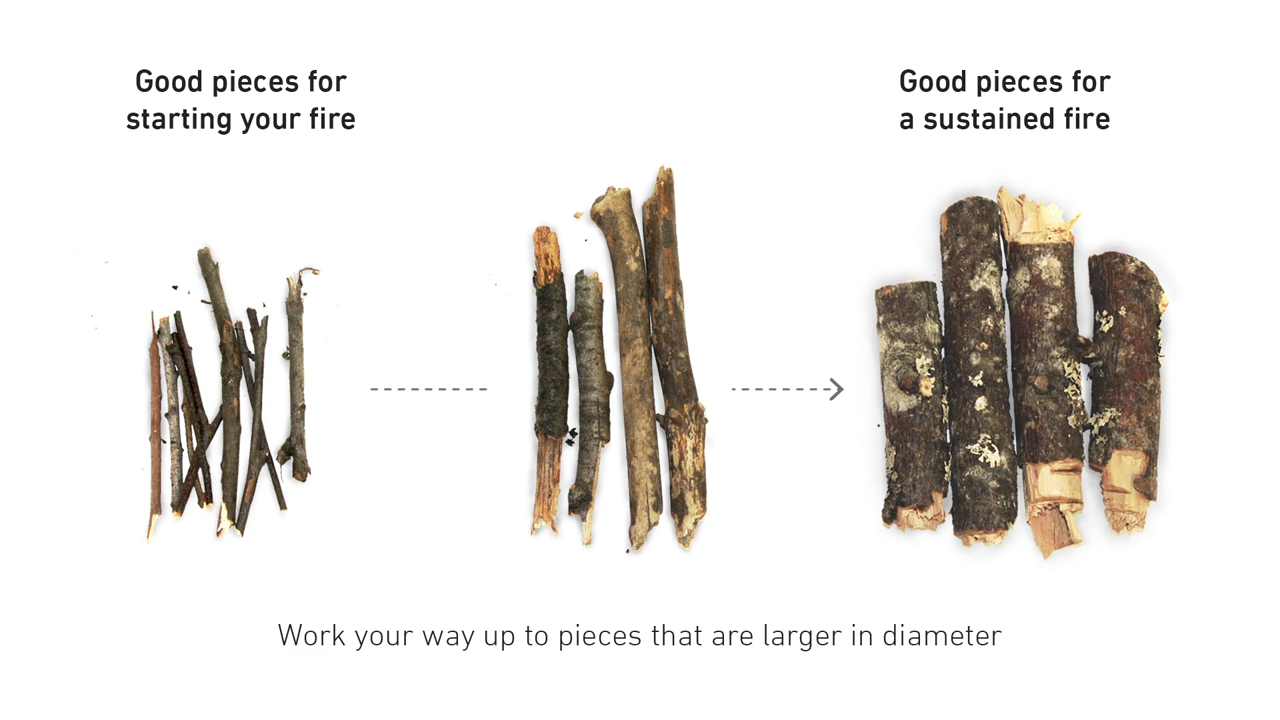 Good pieces for
starting your fire
Good pieces for
a sustained fire
Work your way up to pieces that are larger in diameter